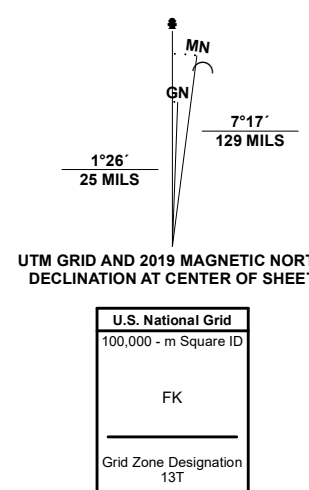 MN
GN
7°17´
129 MILS
1°26´
25 MILS
UTM GRID AND 2019 MAGNETIC NORT
DECLINATION AT CENTER OF SHEET
U.S. National Grid
100,000 - m Square ID
FK
Grid Zone Designation
13T